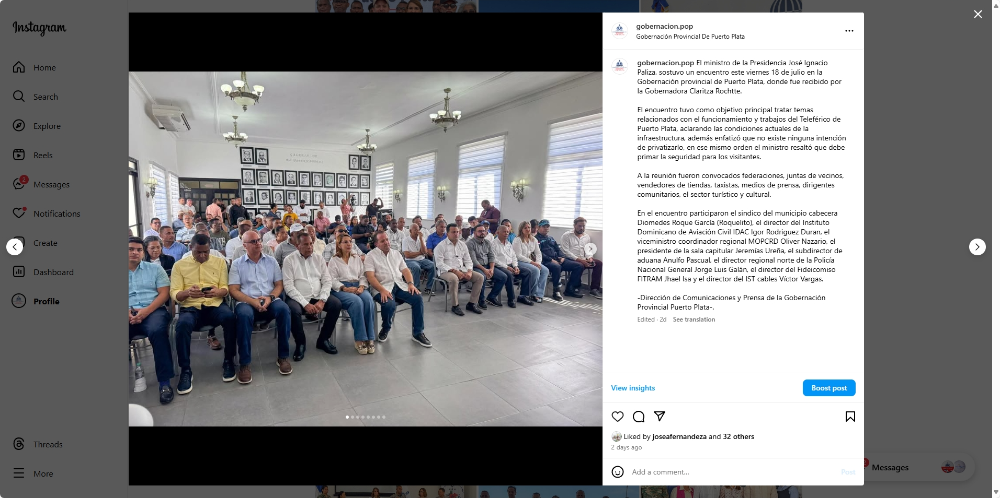 Instagram
Home
Search
Explore
Reels
2
Messages
Notifications
Create
Dashboard
Profile
Threads
More
GALERIA DE
gobernacion.pop
Gobernación Provincial De Puerto Plata
gobernacion.pop El ministro de la Presidencia José Ignacio
Paliza, sostuvo un encuentro este viernes 18 de julio en la
Gobernación provincial de Puerto Plata, donde fue recibido por
la Gobernadora Claritza Rochtte.
El encuentro tuvo como objetivo principal tratar temas
relacionados con el funcionamiento y trabajos del Teleférico de
Puerto Plata, aclarando las condiciones actuales de la
infraestructura, además enfatizó que no existe ninguna intención
de privatizarlo, en ese mismo orden el ministro resaltó que debe
primar la seguridad para los visitantes.
A la reunión fueron convocados federaciones, juntas de vecinos,
vendedores de tiendas, taxistas, medios de prensa, dirigentes
comunitarios, el sector turístico y cultural.
En el encuentro participaron el sindico del municipio cabecera
Diomedes Roque García (Roquelito), el director del Instituto
Dominicano de Aviación Civil IDAC Igor Rodriguez Duran, el
viceministro coordinador regional MOPCRD Oliver Nazario, el
presidente de la sala capitular Jeremías Ureña, el subdirector de
aduana Anulfo Pascual, el director regional norte de la Policía
Nacional General Jorge Luis Galán, el director del Fideicomiso
FITRAM Jhael Isa y el director del IST cables Víctor Vargas.
-Dirección de Comunicaciones y Prensa de la Gobernación
Provincial Puerto Plata-.
Edited · 2d See translation
View insights
Boost post
Liked by joseafernandeza and 32 others
2 days ago
Add a comment...
Post
Messages